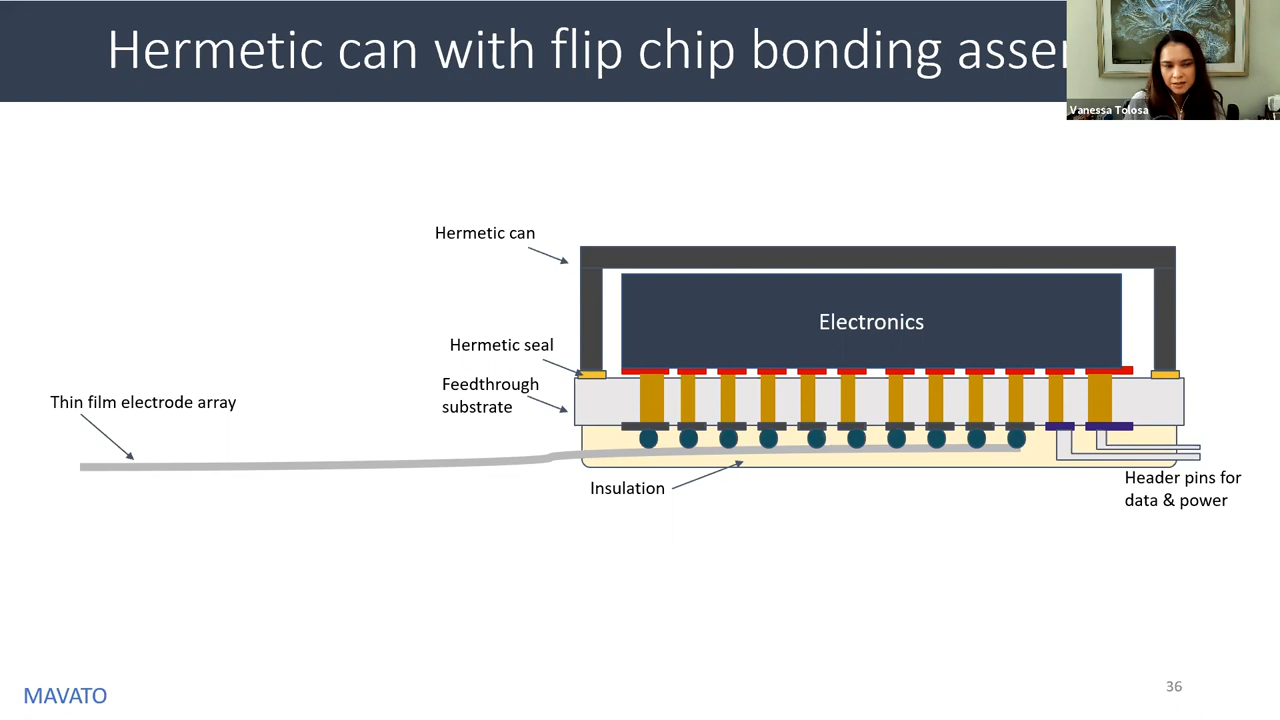 Hermetic can with flip chip bonding assem
Vanessa Tolosa
Hermetic can
Electronics
Hermetic seal
Feedthrough
substrate
Thin film electrode array
Insulation
Header pins for
data & power
MAVATO
36